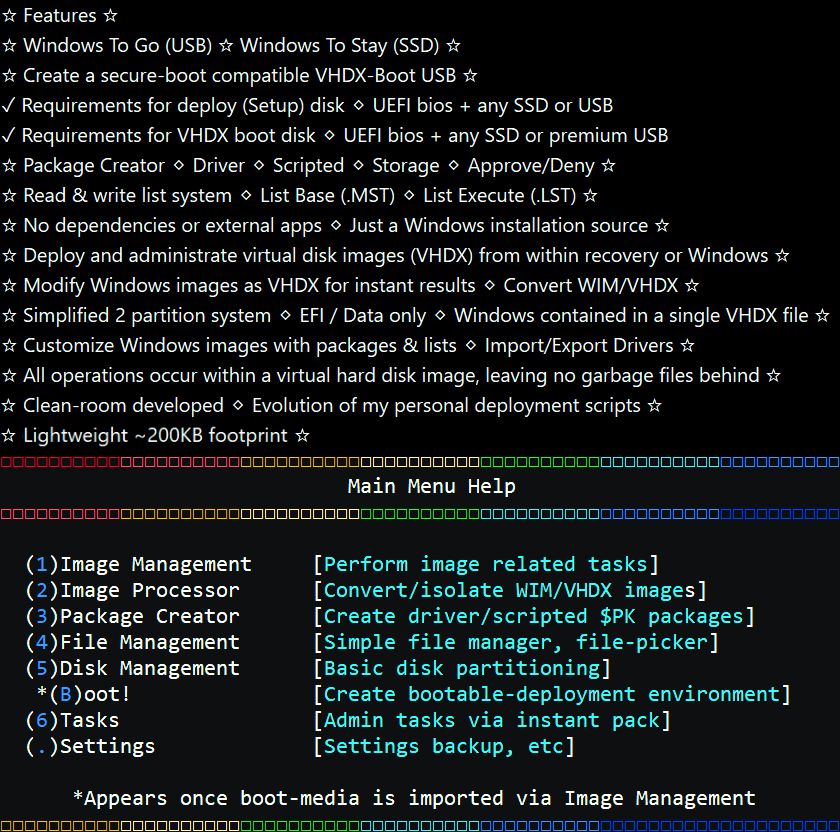 ☆ Features ☆
☆ Windows To Go (USB) ☆ Windows To Stay (SSD) ☆
☆ Create a secure-boot compatible VHDX-Boot USB ☆
✓ Requirements for deploy (Setup) disk ⋄ UEFI bios + any SSD or USB
✓ Requirements for VHDX boot disk ⋄ UEFI bios + any SSD or premium USB
☆ Package Creator ⋄ Driver ⋄ Scripted ⋄ Storage ⋄ Approve/Deny ☆
☆ Read & write list system ⋄ List Base (.MST) ⋄ List Execute (.LST) ☆
☆ No dependencies or external apps ⋄ Just a Windows installation source ☆
☆ Deploy and administrate virtual disk images (VHDX) from within recovery or Windows ☆
☆ Modify Windows images as VHDX for instant results ⋄ Convert WIM/VHDX ☆
☆ Simplified 2 partition system ⋄ EFI / Data only ⋄ Windows contained in a single VHDX file ☆
☆ Customize Windows images with packages & lists ⋄ Import/Export Drivers ☆
☆ All operations occur within a virtual hard disk image, leaving no garbage files behind ☆
☆ Clean-room developed ⋄ Evolution of my personal deployment scripts ☆
☆ Lightweight ~200KB footprint ☆
Main Menu Help
(1)Image Management [Perform image related tasks]
(2)Image Processor [Convert/isolate WIM/VHDX images]
(3)Package Creator [Create driver/scripted $PK packages]
(4)File Management [Simple file manager, file-picker]
(5)Disk Management [Basic disk partitioning]
*(B)oot! [Create bootable-deployment environment]
(6)Tasks [Admin tasks via instant pack]
(.)Settings [Settings backup, etc]
*Appears once boot-media is imported via Image Management